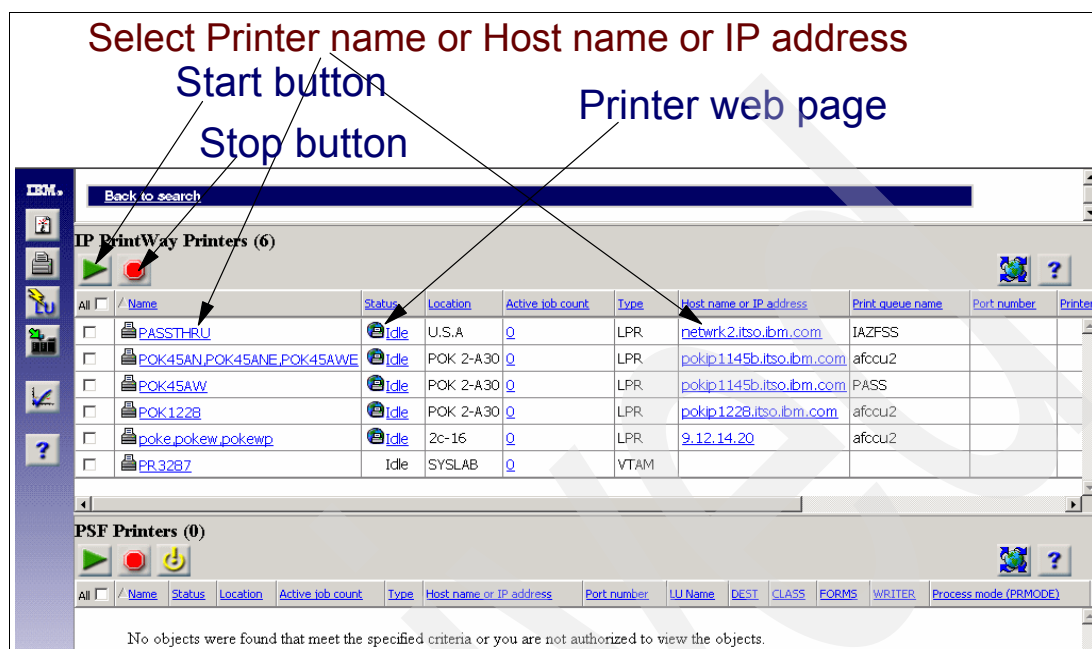 Select Printer name or Host name or IP address
Start button
Printer web page
Stop button
IBM®
Back to search
IP PrintWay Printers (6)
?
All / Name Status Location Active job count Type Host name or IP address Print queue name Port number Printer
PASSTHRU Idle U.S.A 0 LPR netwrk2.itso.ibm.com IAZFSS
POK45AN,POK45ANE,POK45AWE Idle POK 2-A30 0 LPR pokip1145b.itso.ibm.com afccu2
POK45AW Idle POK 2-A30 0 LPR pokip1145b.itso.ibm.com PASS
POK1228 Idle POK 2-A30 0 LPR pokip1228.itso.ibm.com afccu2
poke,pokew,pokewp Idle 2c-16 0 LPR 9.12.14.20 afccu2
PR3287 Idle SYSLAB 0 VTAM
LU
?
PSF Printers (0)
?
All / Name Status Location Active job count Type Host name or IP address Port number LU Name DEST CLASS FORMS WRITER Process mode (PRMODE)
No objects were found that meet the specified criteria or you are not authorized to view the objects.